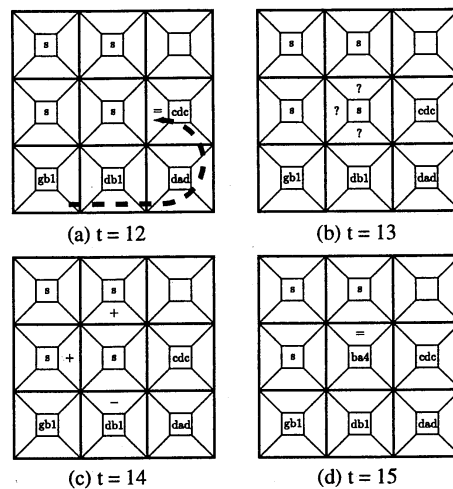 s s
s s = cdc
gb1 db1 dad
(a) t = 12
s s
?
s ? s cdc
?
gb1 db1 dad
(b) t = 13
s s
+
s + s cdc
−
gb1 db1 dad
(c) t = 14
s s
=
s ba4 cdc
gb1 db1 dad
(d) t = 15